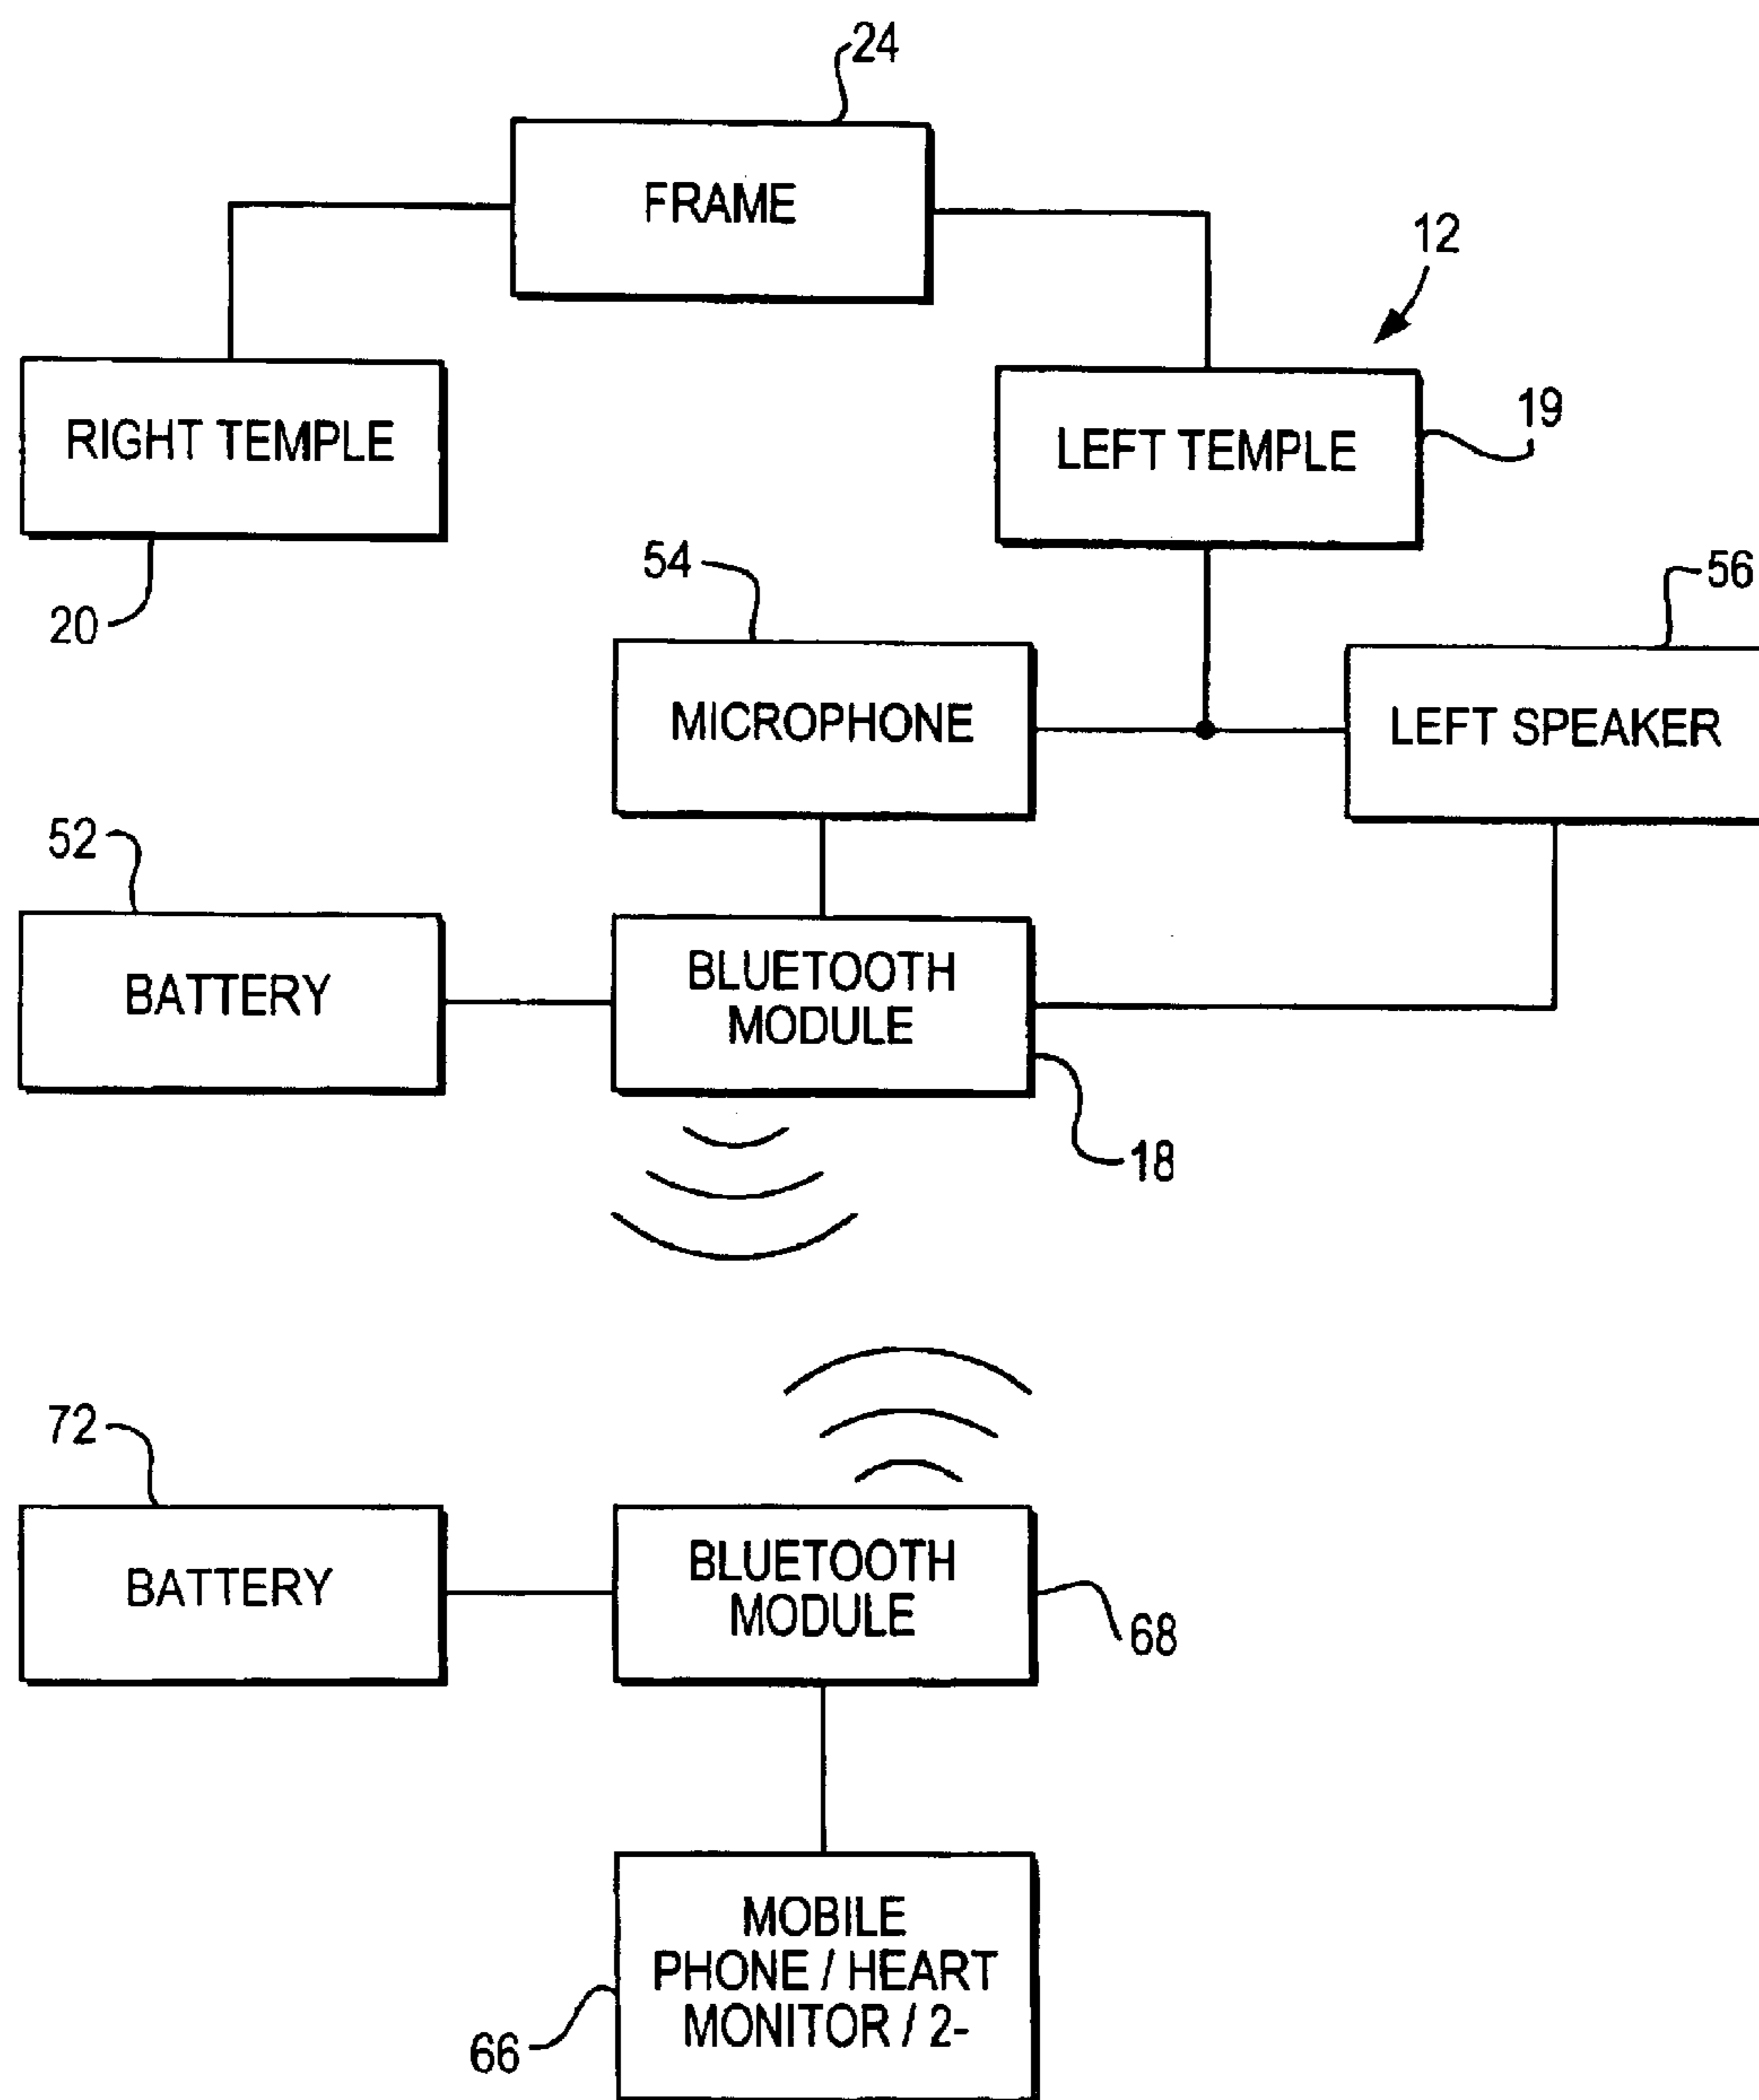 24
FRAME
12
RIGHT TEMPLE
LEFT TEMPLE
19
20
54
56
MICROPHONE
LEFT SPEAKER
52
BATTERY
BLUETOOTH
MODULE
18
72
BATTERY
BLUETOOTH
MODULE
68
MOBILE
PHONE / HEART
MONITOR / 2-
66